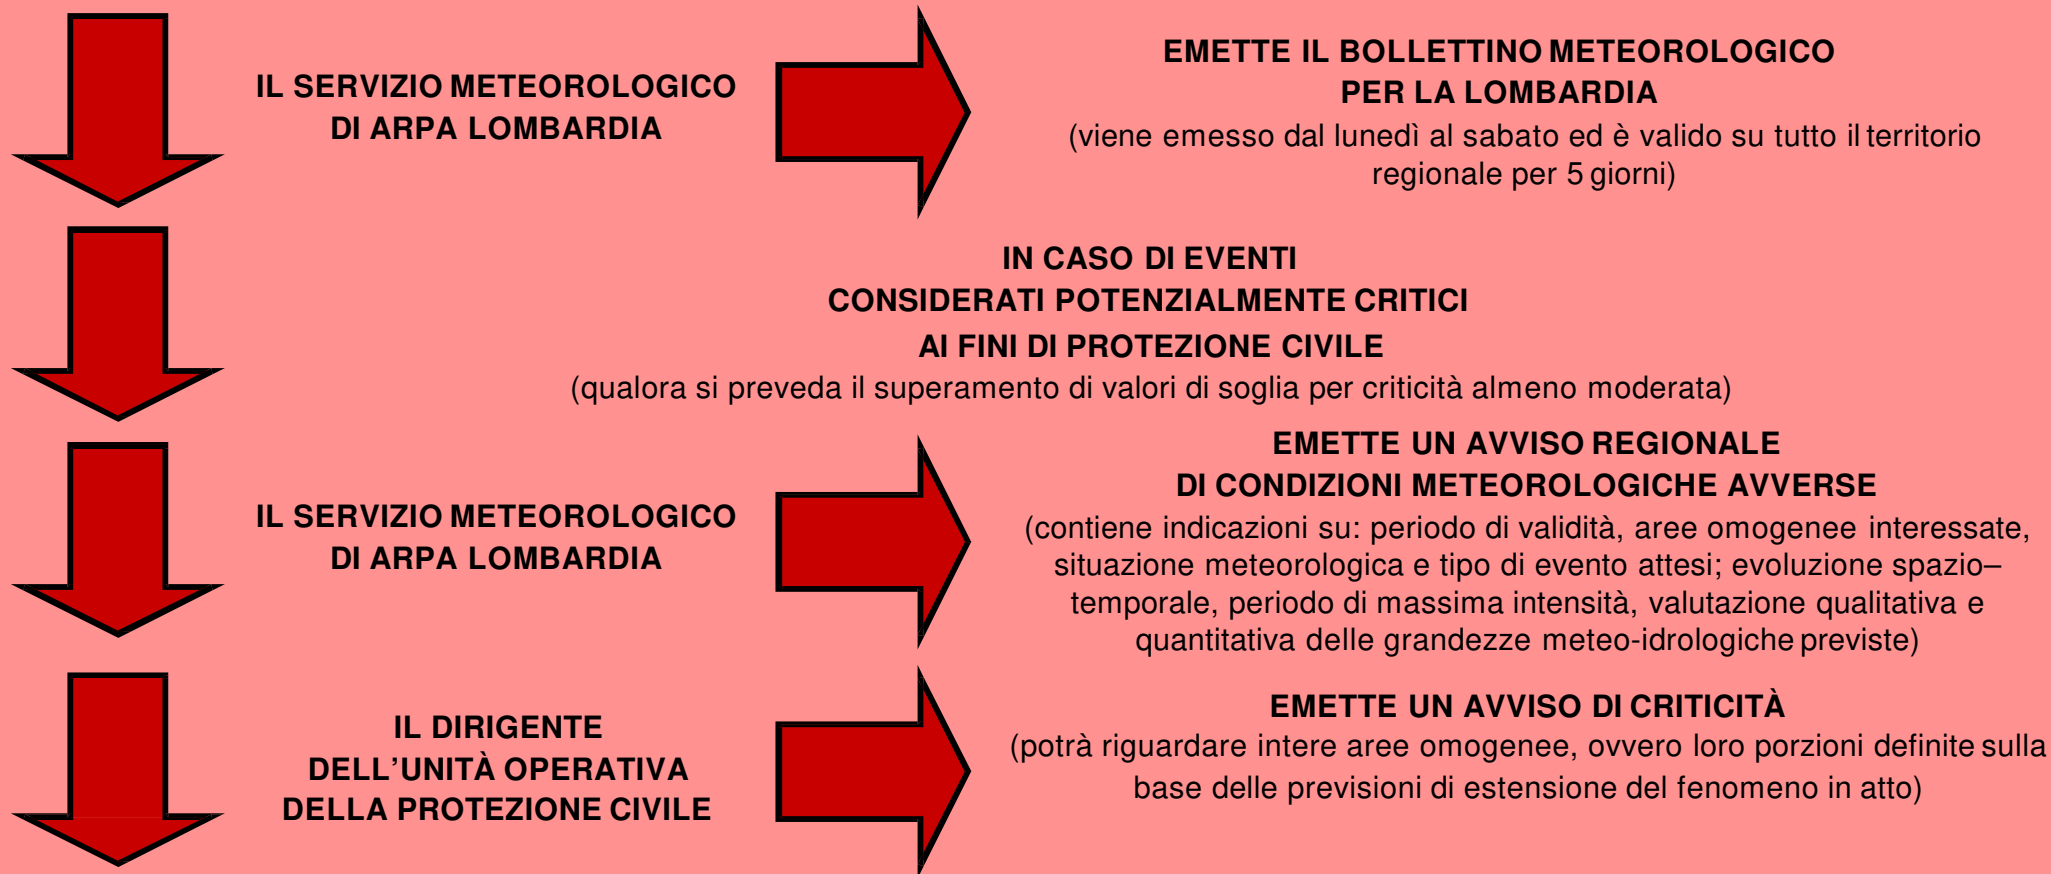 IL SERVIZIO METEOROLOGICO
DI ARPA LOMBARDIA
EMETTE IL BOLLETTINO METEOROLOGICO
PER LA LOMBARDIA
(viene emesso dal lunedì al sabato ed è valido su tutto il territorio
regionale per 5 giorni)
IN CASO DI EVENTI
CONSIDERATI POTENZIALMENTE CRITICI
AI FINI DI PROTEZIONE CIVILE
(qualora si preveda il superamento di valori di soglia per criticità almeno moderata)
IL SERVIZIO METEOROLOGICO
DI ARPA LOMBARDIA
EMETTE UN AVVISO REGIONALE
DI CONDIZIONI METEOROLOGICHE AVVERSE
(contiene indicazioni su: periodo di validità, aree omogenee interessate,
situazione meteorologica e tipo di evento attesi; evoluzione spazio–
temporale, periodo di massima intensità, valutazione qualitativa e
quantitativa delle grandezze meteo-idrologiche previste)
IL DIRIGENTE
DELL'UNITÀ OPERATIVA
DELLA PROTEZIONE CIVILE
EMETTE UN AVVISO DI CRITICITÀ
(potrà riguardare intere aree omogenee, ovvero loro porzioni definite sulla
base delle previsioni di estensione del fenomeno in atto)